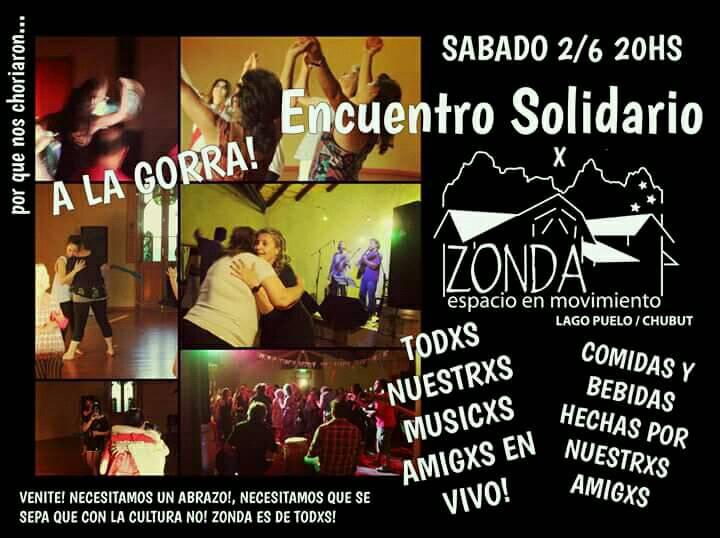 por que nos choriaron...
SABADO 2/6 20HS
Encuentro Solidario
X
A LA GORRA!
ZONDA
espacio en movimiento
LAGO PUELO / CHUBUT
TODXS
NUESTRXS
MUSICXS
AMIGXS EN
VIVO!
COMIDAS Y
BEBIDAS
HECHAS POR
NUESTRXS
AMIGXS
VENITE! NECESITAMOS UN ABRAZO!, NECESITAMOS QUE SE
SEPA QUE CON LA CULTURA NO! ZONDA ES DE TODXS!